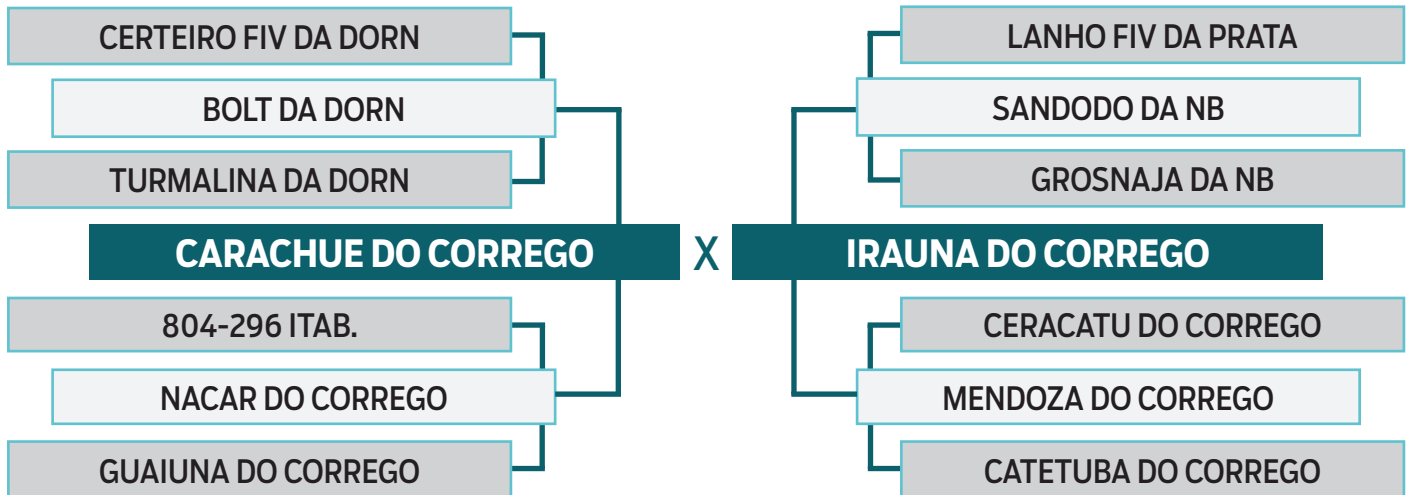 CERTEIRO FIV DA DORN
BOLT DA DORN
TURMALINA DA DORN
CARACHUE DO CORREGO
804-296 ITAB.
NACAR DO CORREGO
GUAIUNA DO CORREGO
X
LANHO FIV DA PRATA
SANDODO DA NB
GROSNAJA DA NB
IRAUNA DO CORREGO
CERACATU DO CORREGO
MENDOZA DO CORREGO
CATETUBA DO CORREGO